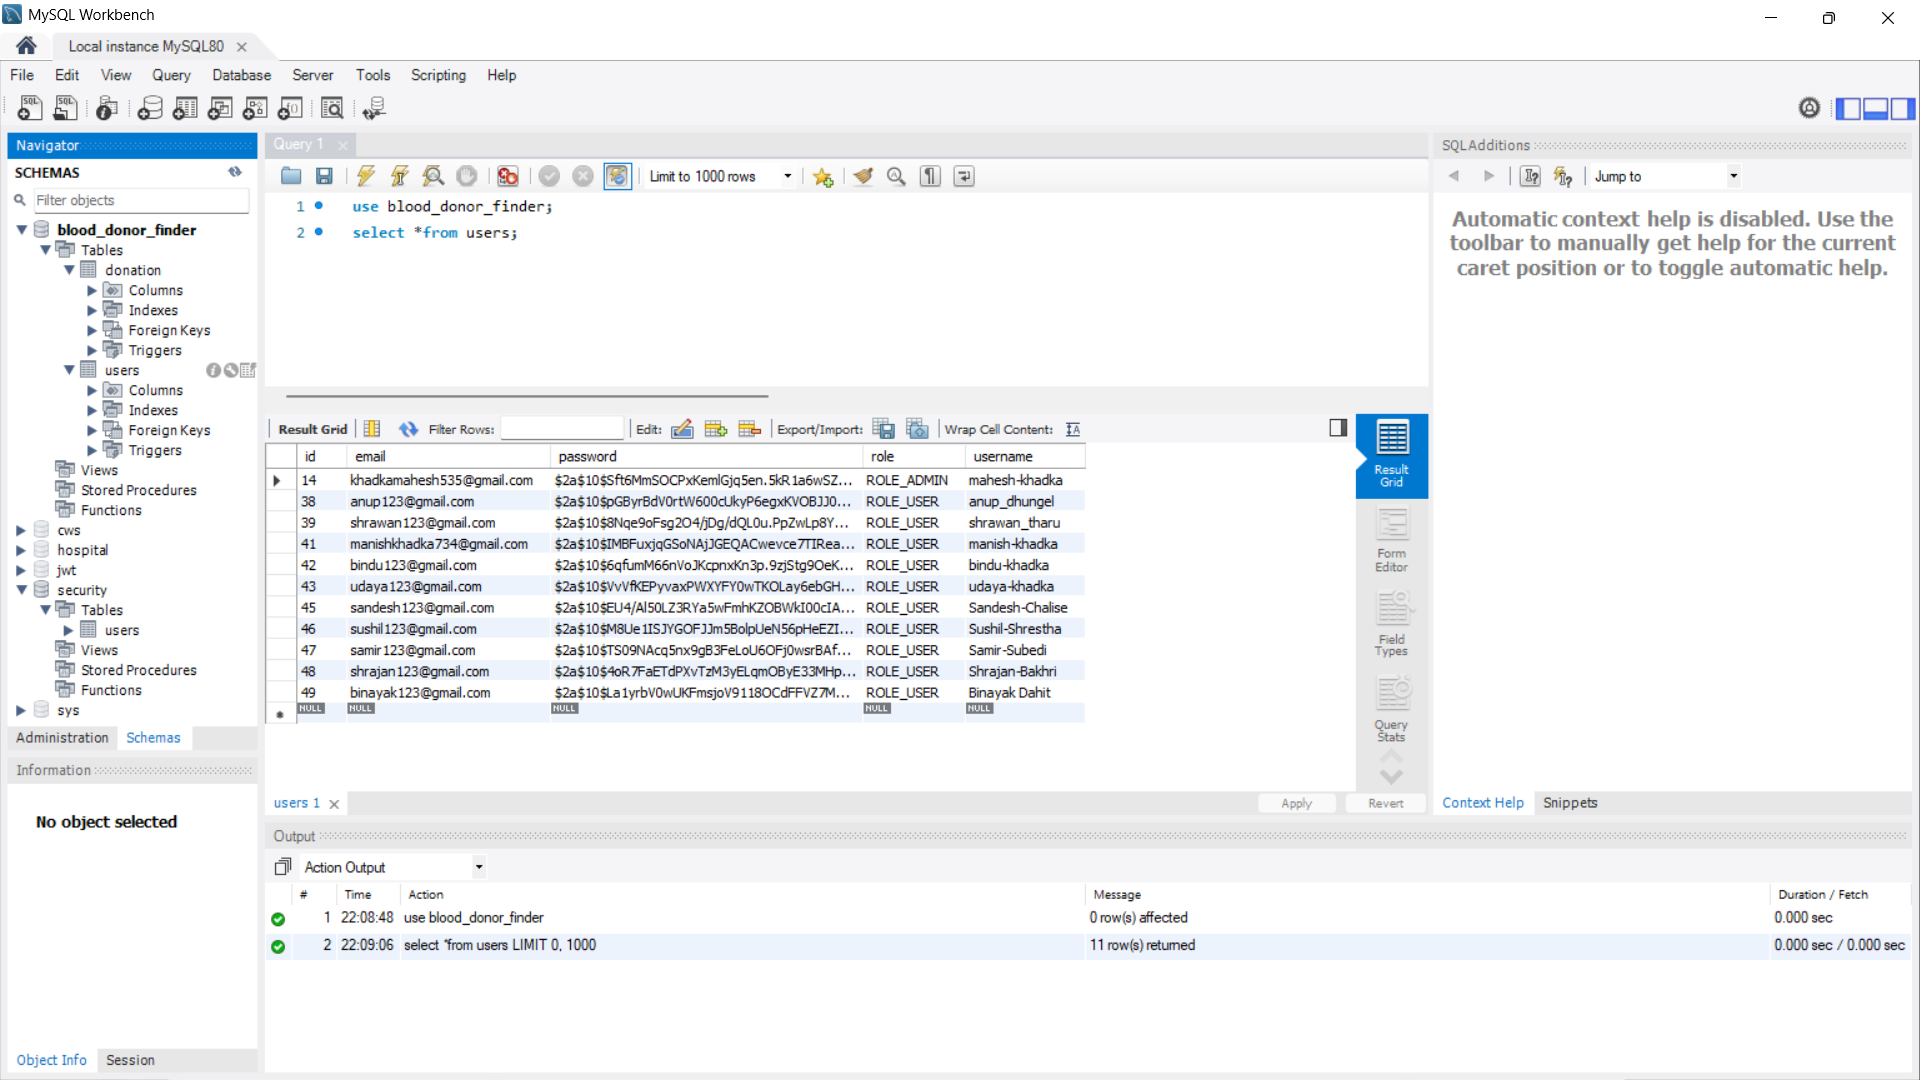 MySQL Workbench
Local instance MySQL80
File Edit View Query Database Server Tools Scripting Help
Navigator
SCHEMAS
Filter objects
blood_donor_finder
Tables
donation
Columns
Indexes
Foreign Keys
Triggers
users
Columns
Indexes
Foreign Keys
Triggers
Views
Stored Procedures
Functions
cws
hospital
jwt
security
Tables
users
Views
Stored Procedures
Functions
sys
Administration Schemas
Information
No object selected
Object Info Session
Query 1
Limit to 1000 rows
1 use blood_donor_finder;
2 select *from users;
Result Grid Filter Rows: Edit: Export/Import: Wrap Cell Content:
id email password role username
14 khadkamahesh535@gmail.com $2a$10$Sft6MmSOCPxKemlGjq5en.5kR1a6wSZ... ROLE_ADMIN mahesh-khadka
38 anup123@gmail.com $2a$10$pGByrBdV0rtW600cUkyP6egxKVOBJJ0... ROLE_USER anup_dhungel
39 shrawan123@gmail.com $2a$10$8Nqe9oFsg2O4/jDg/dQL0u.PpZwLp8Y... ROLE_USER shrawan_tharu
41 manishkhadka734@gmail.com $2a$10$IMBFuxjqGSoNAjJGEQACwevce7TIRea... ROLE_USER manish-khadka
42 bindu123@gmail.com $2a$10$6qfumM66nVoJKcpnxKn3p.9zjStg9OeK... ROLE_USER bindu-khadka
43 udaya123@gmail.com $2a$10$VvVfKEPyvaxPWXYFY0wTKOLay6ebGH... ROLE_USER udaya-khadka
45 sandesh123@gmail.com $2a$10$EU4/Al50LZ3RYa5wFmhKZOBWkI00cIA... ROLE_USER Sandesh-Chalise
46 sushil123@gmail.com $2a$10$M8Ue1ISJYGOFJJm5BolpUeN56pHeEZI... ROLE_USER Sushil-Shrestha
47 samir123@gmail.com $2a$10$TS09NAcq5nx9gB3FeLoU6OFj0wsrBAf... ROLE_USER Samir-Subedi
48 shrajan123@gmail.com $2a$10$4oR7FaETdPXvTzM3yELqmOByE33MHp... ROLE_USER Shrajan-Bakhri
49 binayak123@gmail.com $2a$10$La1yrbV0wUKFmsjoV9118OCdFFVZ7M... ROLE_USER Binayak Dahit
NULL NULL NULL NULL NULL
Result
Grid
Form
Editor
Field
Types
Query
Stats
users 1 Apply Revert
SQLAdditions
Jump to
Automatic context help is disabled. Use the
toolbar to manually get help for the current
caret position or to toggle automatic help.
Context Help Snippets
Output
Action Output
# Time Action Message Duration / Fetch
1 22:08:48 use blood_donor_finder 0 row(s) affected 0.000 sec
2 22:09:06 select *from users LIMIT 0, 1000 11 row(s) returned 0.000 sec / 0.000 sec